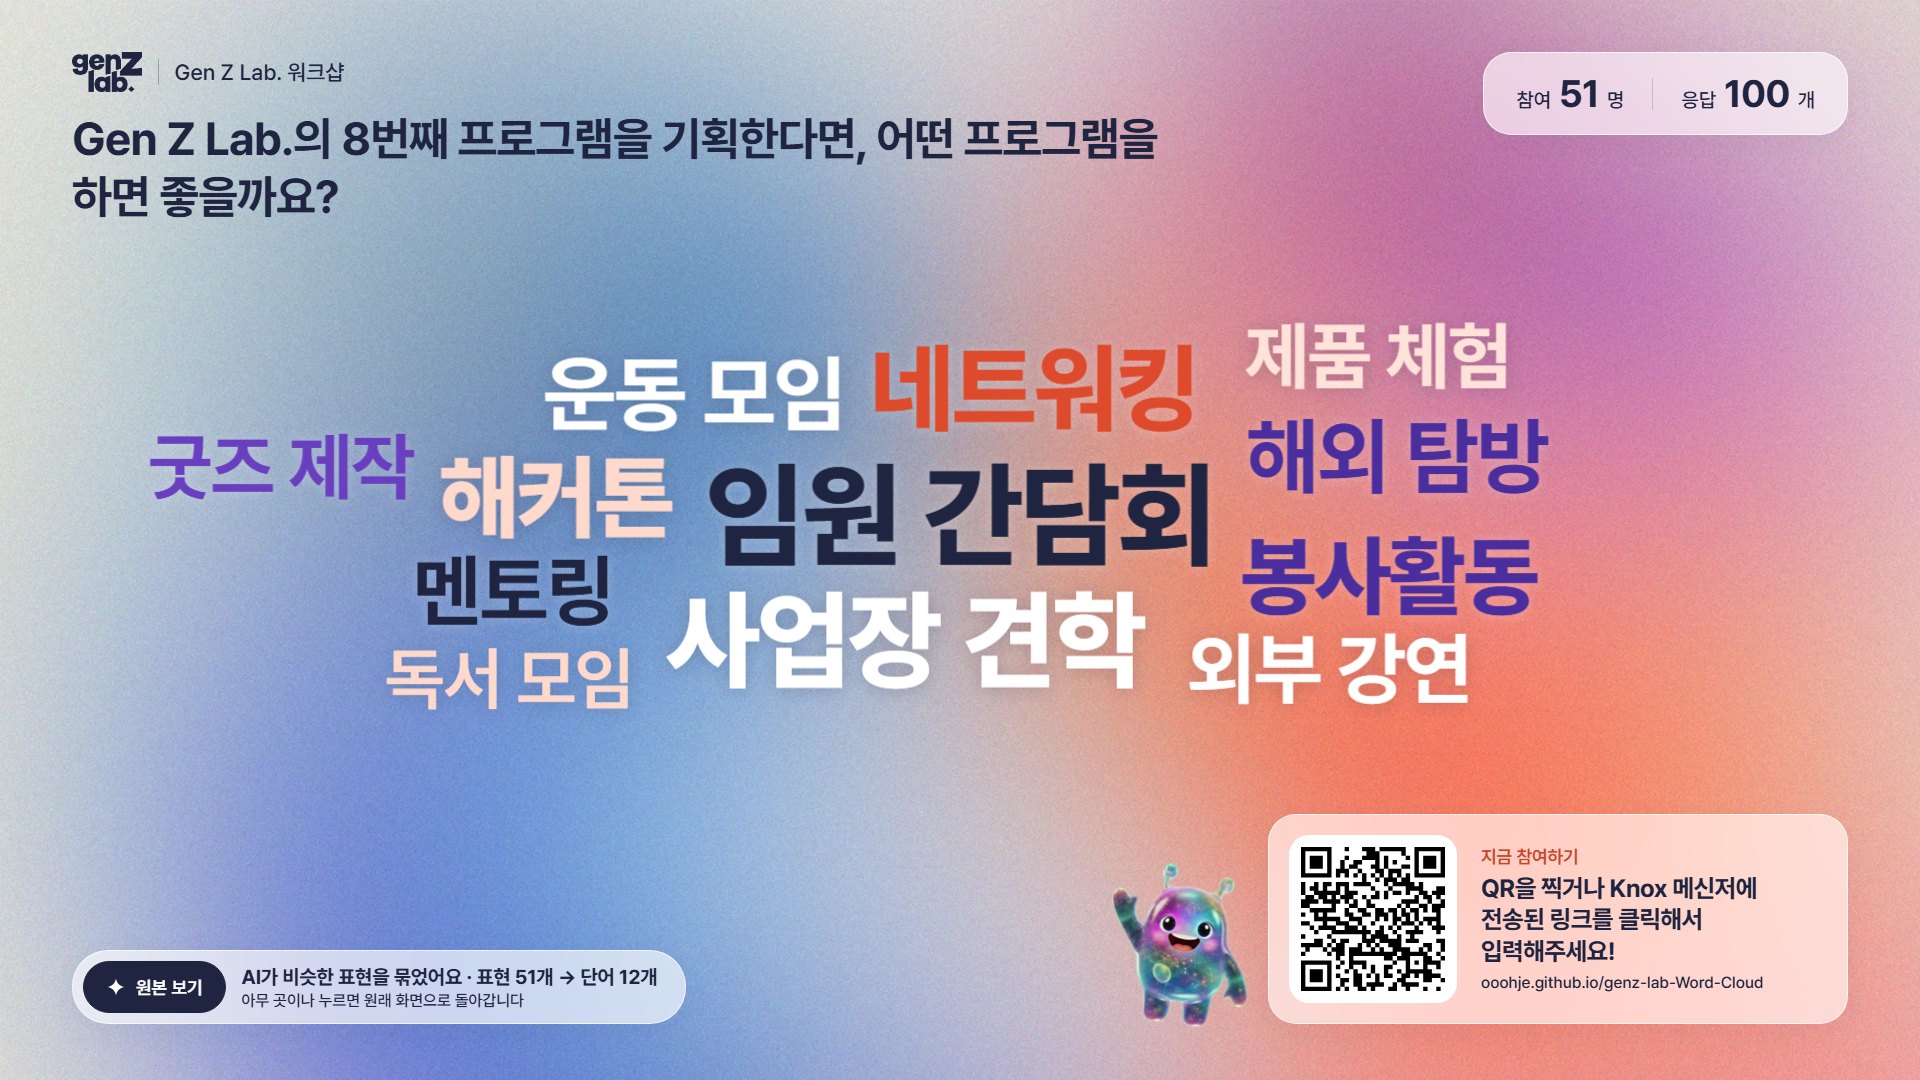 genZ
lab.
Gen Z Lab. 워크샵
참여 51 명
응답 100 개
Gen Z Lab.의 8번째 프로그램을 기획한다면, 어떤 프로그램을
하면 좋을까요?
제품 체험
운동 모임
네트워킹
해외 탐방
굿즈 제작
해커톤
임원 간담회
봉사활동
멘토링
사업장 견학
외부 강연
독서 모임
지금 참여하기
QR을 찍거나 Knox 메신저에
전송된 링크를 클릭해서
입력해주세요!
ooohje.github.io/genz-lab-Word-Cloud
✦ 원본 보기
AI가 비슷한 표현을 묶었어요 · 표현 51개 → 단어 12개
아무 곳이나 누르면 원래 화면으로 돌아갑니다